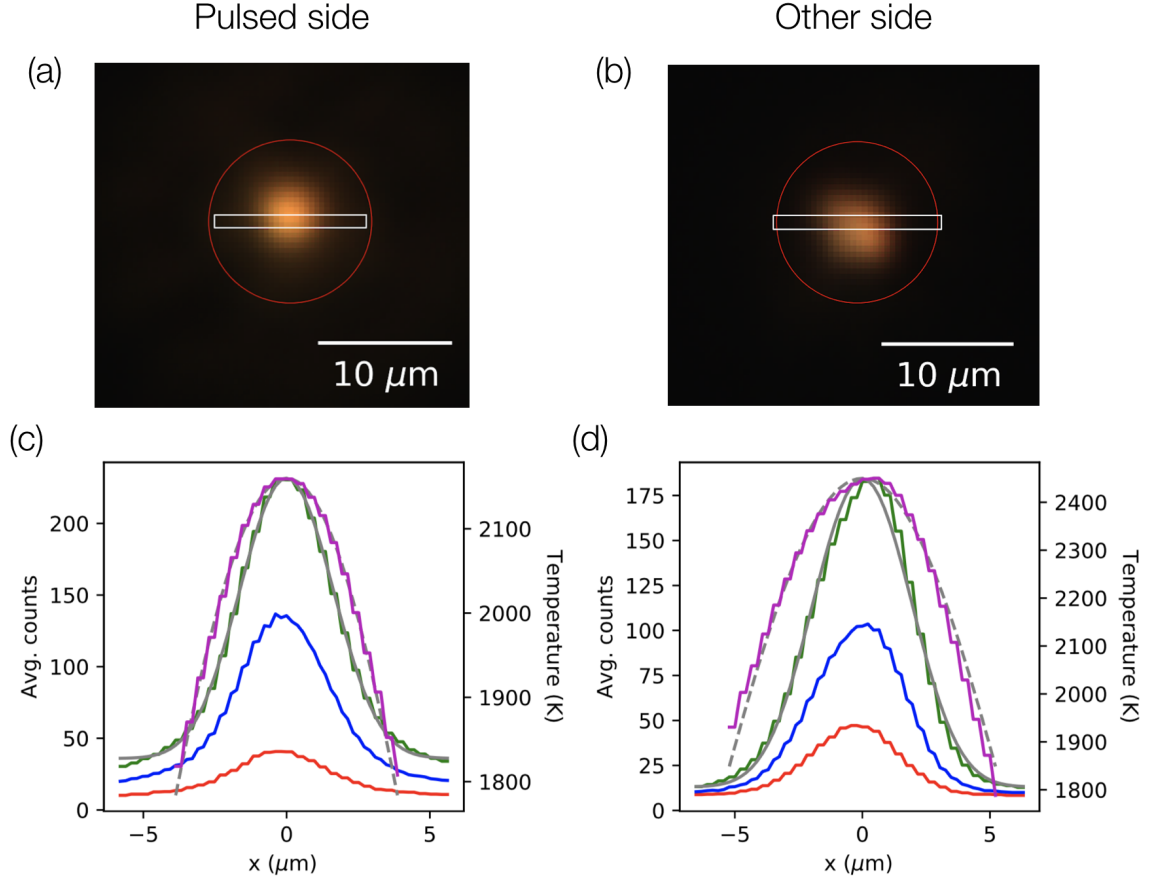 Pulsed side
Other side
(a)
(b)
10 μm
10 μm
(c)
(d)
Avg. counts
200
150
100
50
0
2100
2000
1900
1800
Temperature (K)
−5
0
5
x (μm)
Avg. counts
175
150
125
100
75
50
25
0
2400
2300
2200
2100
2000
1900
1800
Temperature (K)
−5
0
5
x (μm)